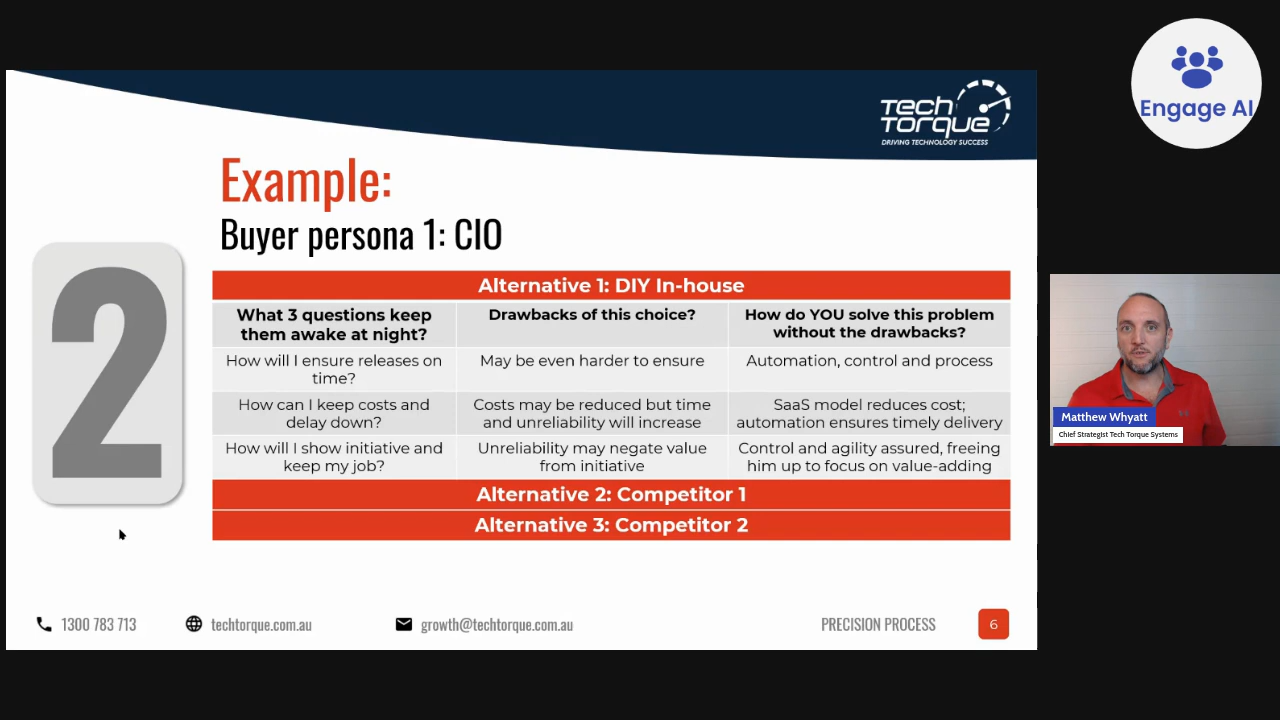 Engage AI
Tech
Torque
DRIVING TECHNOLOGY SUCCESS
Example:
Buyer persona 1: CIO
2
Alternative 1: DIY In-house
What 3 questions keep
them awake at night?
Drawbacks of this choice?
How do YOU solve this problem
without the drawbacks?
How will I ensure releases on
time?
May be even harder to ensure
Automation, control and process
How can I keep costs and
delay down?
Costs may be reduced but time
and unreliability will increase
SaaS model reduces cost;
automation ensures timely delivery
How will I show initiative and
keep my job?
Unreliability may negate value
from initiative
Control and agility assured, freeing
him up to focus on value-adding
Alternative 2: Competitor 1
Alternative 3: Competitor 2
Matthew Whyatt
Chief Strategist Tech Torque Systems
1300 783 713
techtorque.com.au
growth@techtorque.com.au
PRECISION PROCESS
6